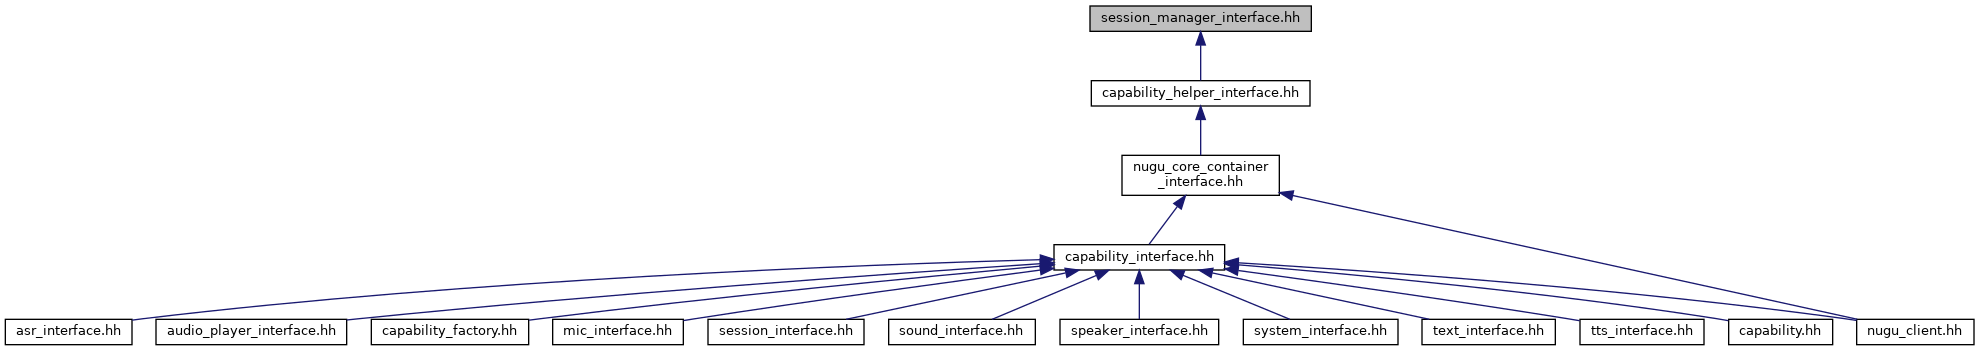 session_manager_interface.hh
capability_helper_interface.hh
nugu_core_container
_interface.hh
capability_interface.hh
asr_interface.hh
audio_player_interface.hh
capability_factory.hh
mic_interface.hh
session_interface.hh
sound_interface.hh
speaker_interface.hh
system_interface.hh
text_interface.hh
tts_interface.hh
capability.hh
nugu_client.hh